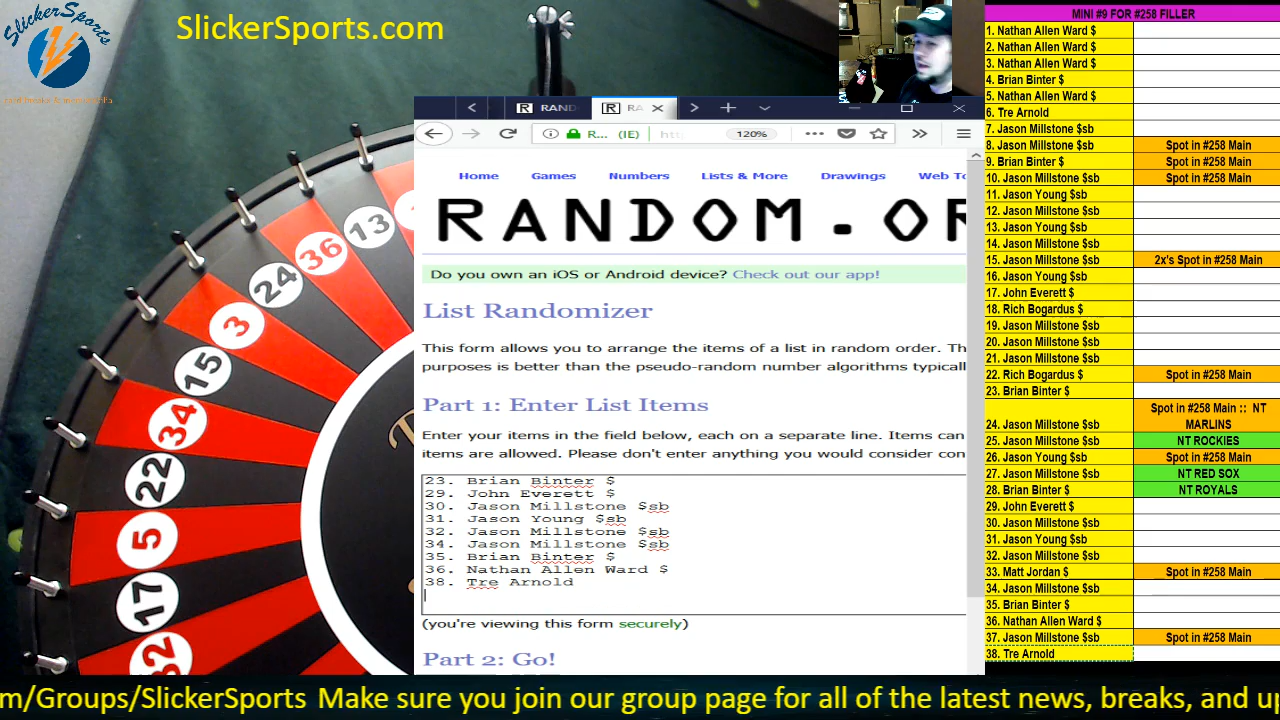 SlickerSports
SlickerSports.com
RAND
RA
R... (IE)
120%
Home Games Numbers Lists & More Drawings Web To
RANDOM.OR
Do you own an iOS or Android device? Check out our app!
List Randomizer
This form allows you to arrange the items of a list in random order. Th
purposes is better than the pseudo-random number algorithms typicall
Part 1: Enter List Items
Enter your items in the field below, each on a separate line. Items can
items are allowed. Please don't enter anything you would consider con
23. Brian Binter $
29. John Everett $
30. Jason Millstone $sb
31. Jason Young $sb
32. Jason Millstone $sb
34. Jason Millstone $sb
35. Brian Binter $
36. Nathan Allen Ward $
38. Tre Arnold
(you're viewing this form securely)
Part 2: Go!
13
36
24
3
15
34
22
5
17
32
MINI #9 FOR #258 FILLER
1. Nathan Allen Ward $
2. Nathan Allen Ward $
3. Nathan Allen Ward $
4. Brian Binter $
5. Nathan Allen Ward $
6. Tre Arnold
7. Jason Millstone $sb
8. Jason Millstone $sb Spot in #258 Main
9. Brian Binter $ Spot in #258 Main
10. Jason Millstone $sb Spot in #258 Main
11. Jason Young $sb
12. Jason Millstone $sb
13. Jason Young $sb
14. Jason Millstone $sb
15. Jason Millstone $sb 2x's Spot in #258 Main
16. Jason Young $sb
17. John Everett $
18. Rich Bogardus $
19. Jason Millstone $sb
20. Jason Millstone $sb
21. Jason Millstone $sb
22. Rich Bogardus $ Spot in #258 Main
23. Brian Binter $
24. Jason Millstone $sb Spot in #258 Main :: NT
MARLINS
25. Jason Millstone $sb NT ROCKIES
26. Jason Young $sb Spot in #258 Main
27. Jason Millstone $sb NT RED SOX
28. Brian Binter $ NT ROYALS
29. John Everett $
30. Jason Millstone $sb
31. Jason Young $sb
32. Jason Millstone $sb
33. Matt Jordan $ Spot in #258 Main
34. Jason Millstone $sb
35. Brian Binter $
36. Nathan Allen Ward $
37. Jason Millstone $sb Spot in #258 Main
38. Tre Arnold
m/Groups/SlickerSports Make sure you join our group page for all of the latest news, breaks, and up